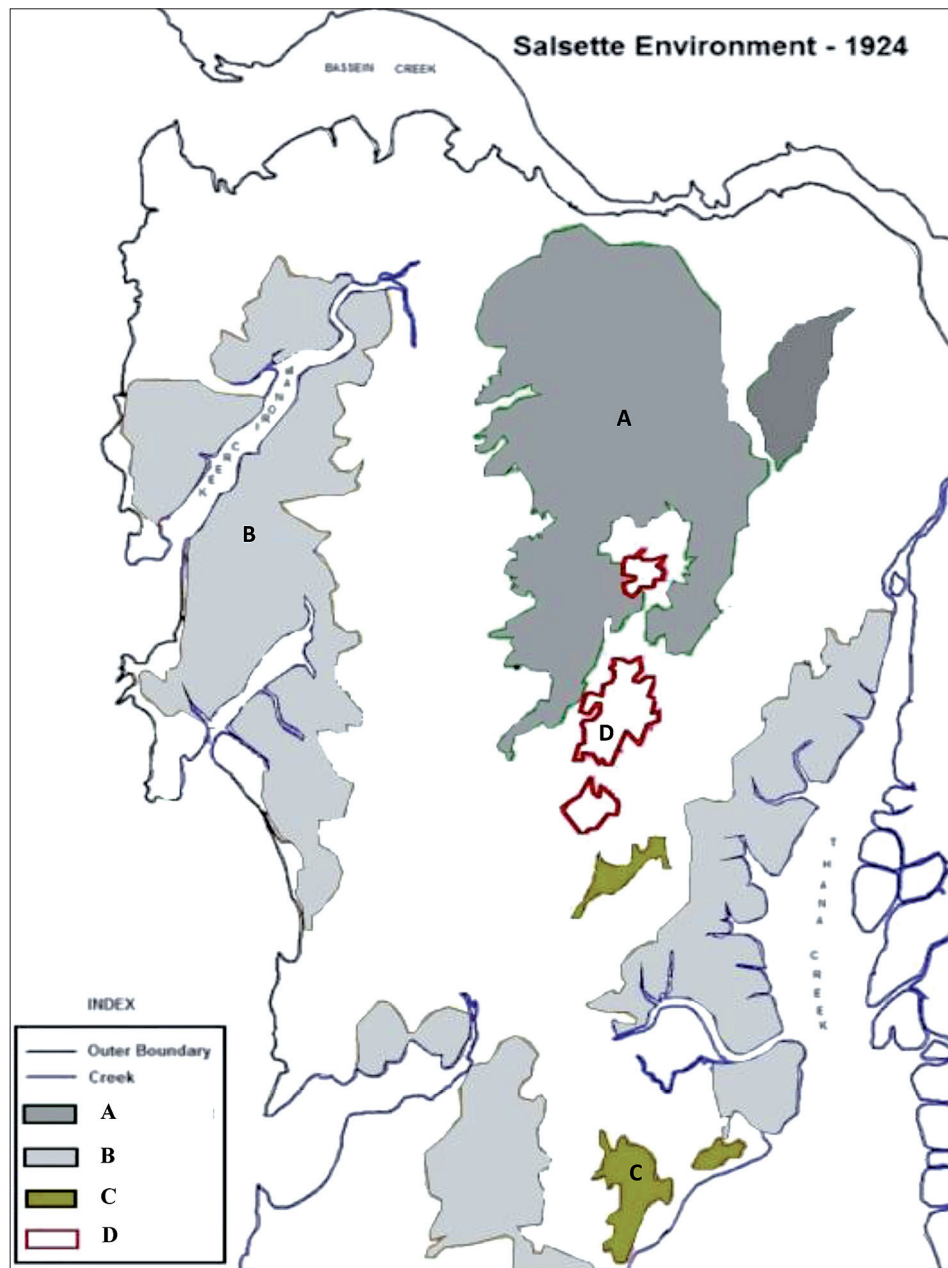 Salsette Environment - 1924
BASSEIN CREEK
A
MANORI CREEK
B
D
THANA CREEK
C
INDEX
Outer Boundary
Creek
A
B
C
D